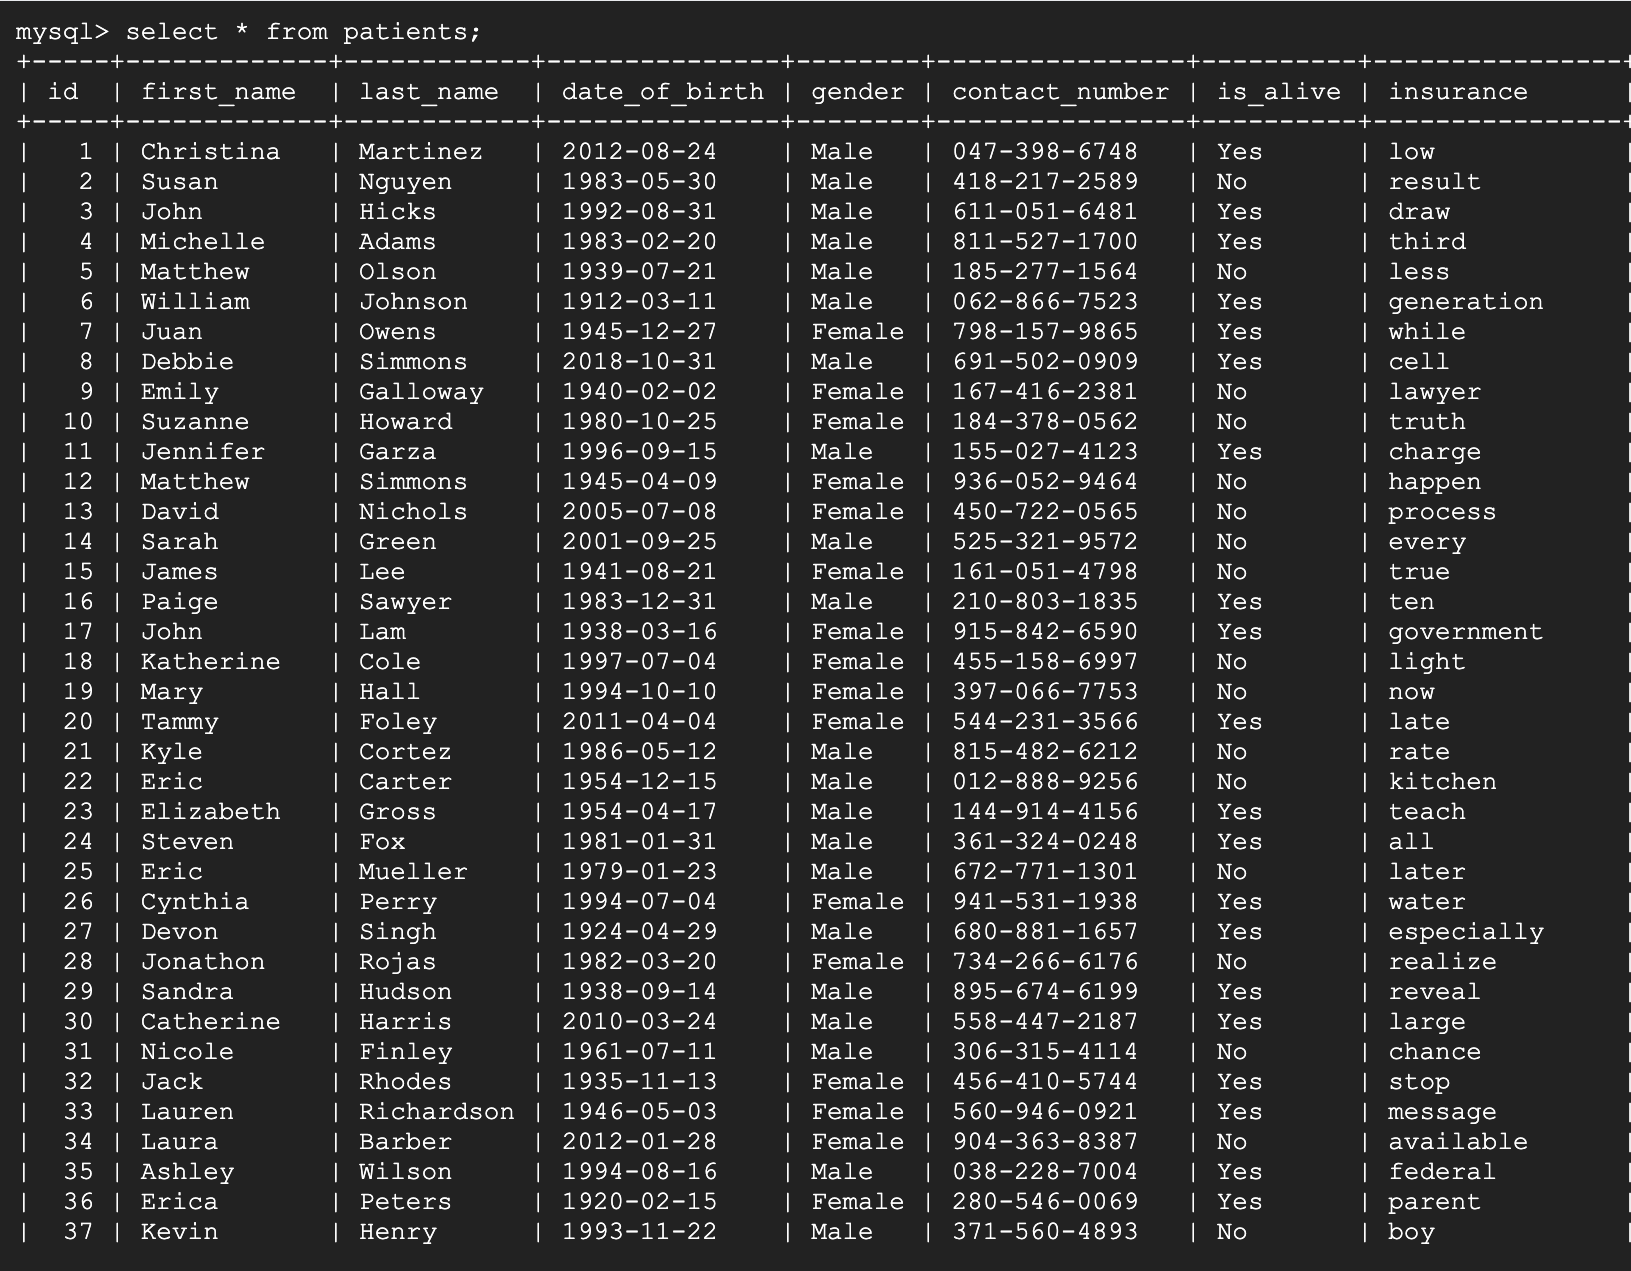 mysql> select * from patients;
+-----+-------------+------------+---------------+--------+----------------+----------+----------------+
| id  | first_name  | last_name  | date_of_birth | gender | contact_number | is_alive | insurance      |
+-----+-------------+------------+---------------+--------+----------------+----------+----------------+
|   1 | Christina   | Martinez   | 2012-08-24    | Male   | 047-398-6748   | Yes      | low            |
|   2 | Susan       | Nguyen     | 1983-05-30    | Male   | 418-217-2589   | No       | result         |
|   3 | John        | Hicks      | 1992-08-31    | Male   | 611-051-6481   | Yes      | draw           |
|   4 | Michelle    | Adams      | 1983-02-20    | Male   | 811-527-1700   | Yes      | third          |
|   5 | Matthew     | Olson      | 1939-07-21    | Male   | 185-277-1564   | No       | less           |
|   6 | William     | Johnson    | 1912-03-11    | Male   | 062-866-7523   | Yes      | generation     |
|   7 | Juan        | Owens      | 1945-12-27    | Female | 798-157-9865   | Yes      | while          |
|   8 | Debbie      | Simmons    | 2018-10-31    | Male   | 691-502-0909   | Yes      | cell           |
|   9 | Emily       | Galloway   | 1940-02-02    | Female | 167-416-2381   | No       | lawyer         |
|  10 | Suzanne     | Howard     | 1980-10-25    | Female | 184-378-0562   | No       | truth          |
|  11 | Jennifer    | Garza      | 1996-09-15    | Male   | 155-027-4123   | Yes      | charge         |
|  12 | Matthew     | Simmons    | 1945-04-09    | Female | 936-052-9464   | No       | happen         |
|  13 | David       | Nichols    | 2005-07-08    | Female | 450-722-0565   | No       | process        |
|  14 | Sarah       | Green      | 2001-09-25    | Male   | 525-321-9572   | No       | every          |
|  15 | James       | Lee        | 1941-08-21    | Female | 161-051-4798   | No       | true           |
|  16 | Paige       | Sawyer     | 1983-12-31    | Male   | 210-803-1835   | Yes      | ten            |
|  17 | John        | Lam        | 1938-03-16    | Female | 915-842-6590   | Yes      | government     |
|  18 | Katherine   | Cole       | 1997-07-04    | Female | 455-158-6997   | No       | light          |
|  19 | Mary        | Hall       | 1994-10-10    | Female | 397-066-7753   | No       | now            |
|  20 | Tammy       | Foley      | 2011-04-04    | Female | 544-231-3566   | Yes      | late           |
|  21 | Kyle        | Cortez     | 1986-05-12    | Male   | 815-482-6212   | No       | rate           |
|  22 | Eric        | Carter     | 1954-12-15    | Male   | 012-888-9256   | No       | kitchen        |
|  23 | Elizabeth   | Gross      | 1954-04-17    | Male   | 144-914-4156   | Yes      | teach          |
|  24 | Steven      | Fox        | 1981-01-31    | Male   | 361-324-0248   | Yes      | all            |
|  25 | Eric        | Mueller    | 1979-01-23    | Male   | 672-771-1301   | No       | later          |
|  26 | Cynthia     | Perry      | 1994-07-04    | Female | 941-531-1938   | Yes      | water          |
|  27 | Devon       | Singh      | 1924-04-29    | Male   | 680-881-1657   | Yes      | especially     |
|  28 | Jonathon    | Rojas      | 1982-03-20    | Female | 734-266-6176   | No       | realize        |
|  29 | Sandra      | Hudson     | 1938-09-14    | Male   | 895-674-6199   | Yes      | reveal         |
|  30 | Catherine   | Harris     | 2010-03-24    | Male   | 558-447-2187   | Yes      | large          |
|  31 | Nicole      | Finley     | 1961-07-11    | Male   | 306-315-4114   | No       | chance         |
|  32 | Jack        | Rhodes     | 1935-11-13    | Female | 456-410-5744   | Yes      | stop           |
|  33 | Lauren      | Richardson | 1946-05-03    | Female | 560-946-0921   | Yes      | message        |
|  34 | Laura       | Barber     | 2012-01-28    | Female | 904-363-8387   | No       | available      |
|  35 | Ashley      | Wilson     | 1994-08-16    | Male   | 038-228-7004   | Yes      | federal        |
|  36 | Erica       | Peters     | 1920-02-15    | Female | 280-546-0069   | Yes      | parent         |
|  37 | Kevin       | Henry      | 1993-11-22    | Male   | 371-560-4893   | No       | boy            |